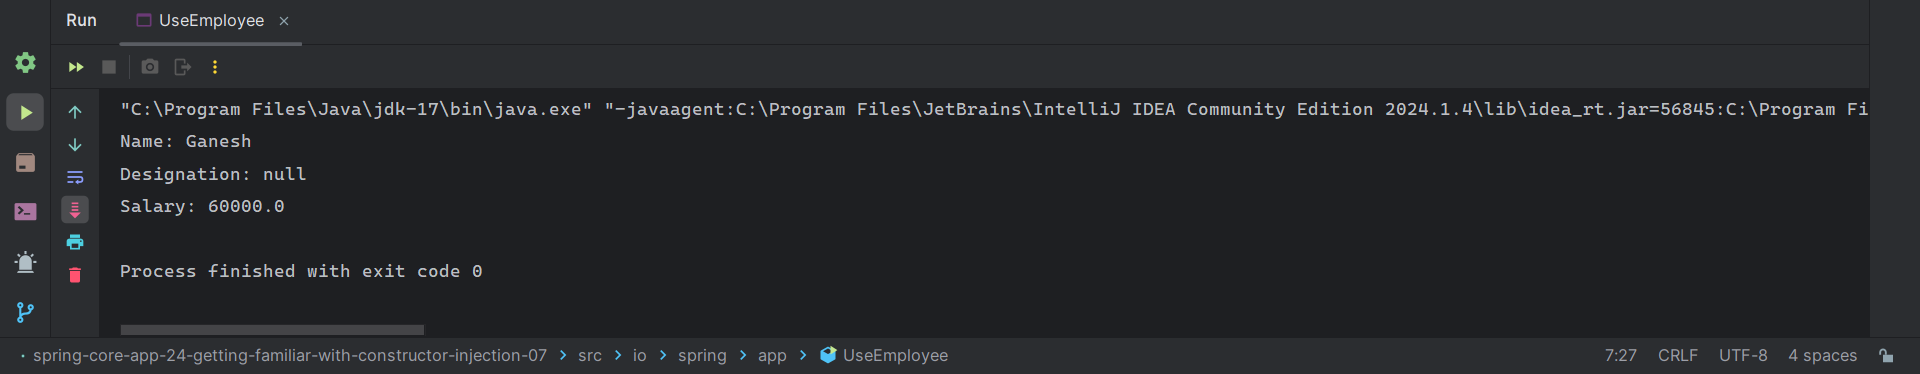 Run UseEmployee
"C:\Program Files\Java\jdk-17\bin\java.exe" "-javaagent:C:\Program Files\JetBrains\IntelliJ IDEA Community Edition 2024.1.4\lib\idea_rt.jar=56845:C:\Program Fi
Name: Ganesh
Designation: null
Salary: 60000.0
Process finished with exit code 0
spring-core-app-24-getting-familiar-with-constructor-injection-07 > src > io > spring > app > UseEmployee 7:27 CRLF UTF-8 4 spaces